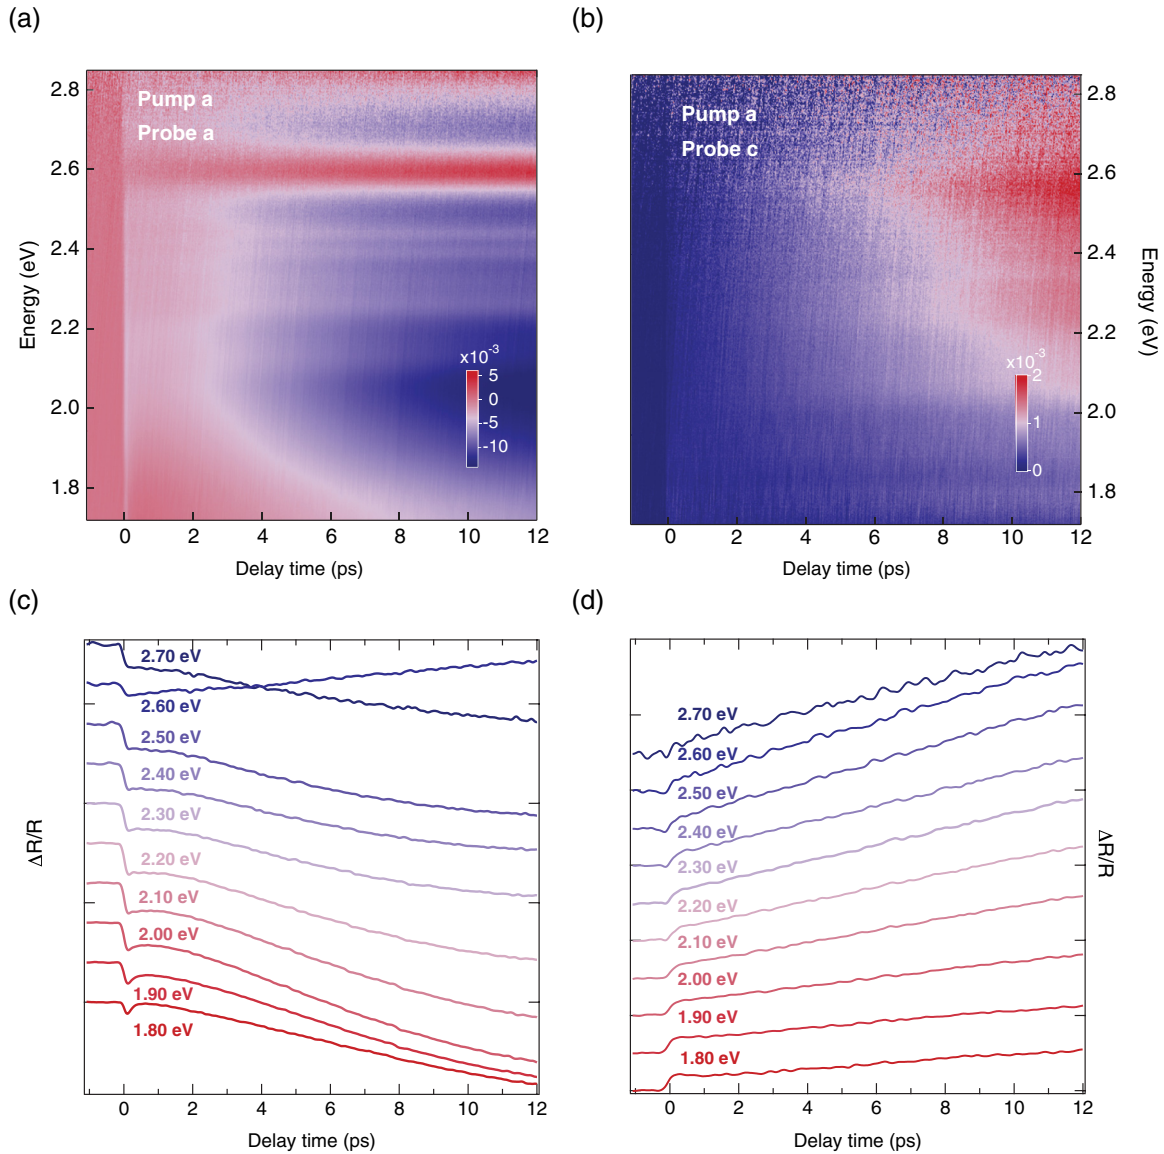 (a)
(b)
Pump a
Probe a
2.8
2.6
2.4
2.2
2.0
1.8
Energy (eV)
x10-3
5
0
-5
-10
0
2
4
6
8
10
12
Delay time (ps)
Pump a
Probe c
2.8
2.6
2.4
2.2
2.0
1.8
Energy (eV)
x10-3
2
1
0
0
2
4
6
8
10
12
Delay time (ps)
(c)
(d)
2.70 eV
2.60 eV
2.50 eV
2.40 eV
2.30 eV
2.20 eV
2.10 eV
2.00 eV
1.90 eV
1.80 eV
ΔR/R
0
2
4
6
8
10
12
Delay time (ps)
2.70 eV
2.60 eV
2.50 eV
2.40 eV
2.30 eV
2.20 eV
2.10 eV
2.00 eV
1.90 eV
1.80 eV
ΔR/R
0
2
4
6
8
10
12
Delay time (ps)